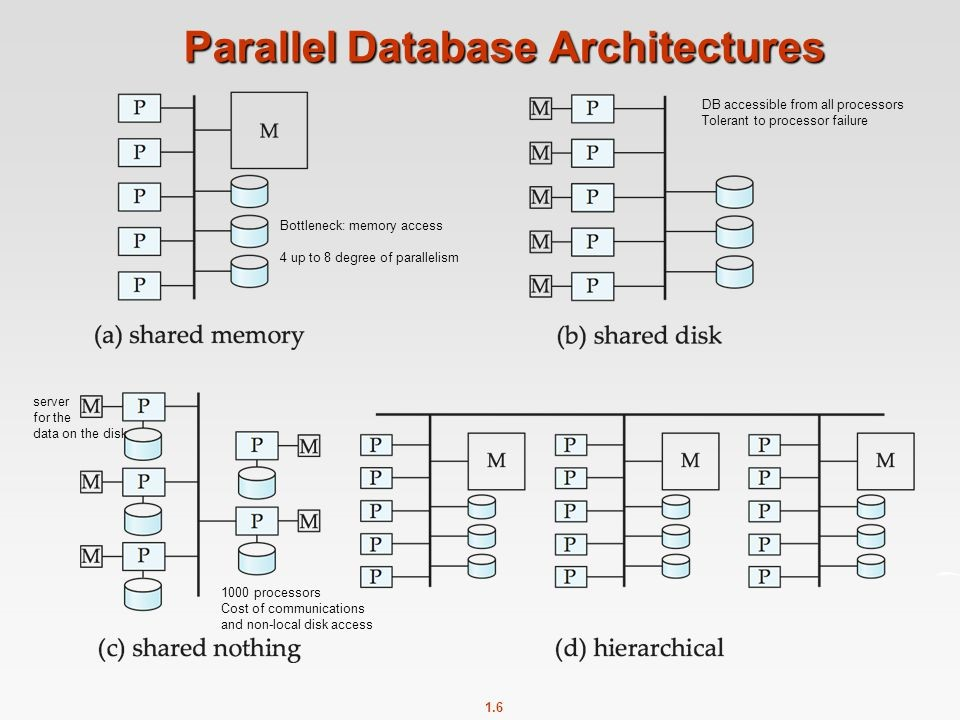 Parallel Database Architectures
P
P
P
P
P
M
Bottleneck: memory access
4 up to 8 degree of parallelism
(a) shared memory
M P
M P
M P
M P
M P
DB accessible from all processors
Tolerant to processor failure
(b) shared disk
server
for the
data on the disk
M P
M P
M P
P M
P M
1000 processors
Cost of communications
and non-local disk access
(c) shared nothing
P
P
P
P
P
M
P
P
P
P
P
M
P
P
P
P
P
M
(d) hierarchical
1.6